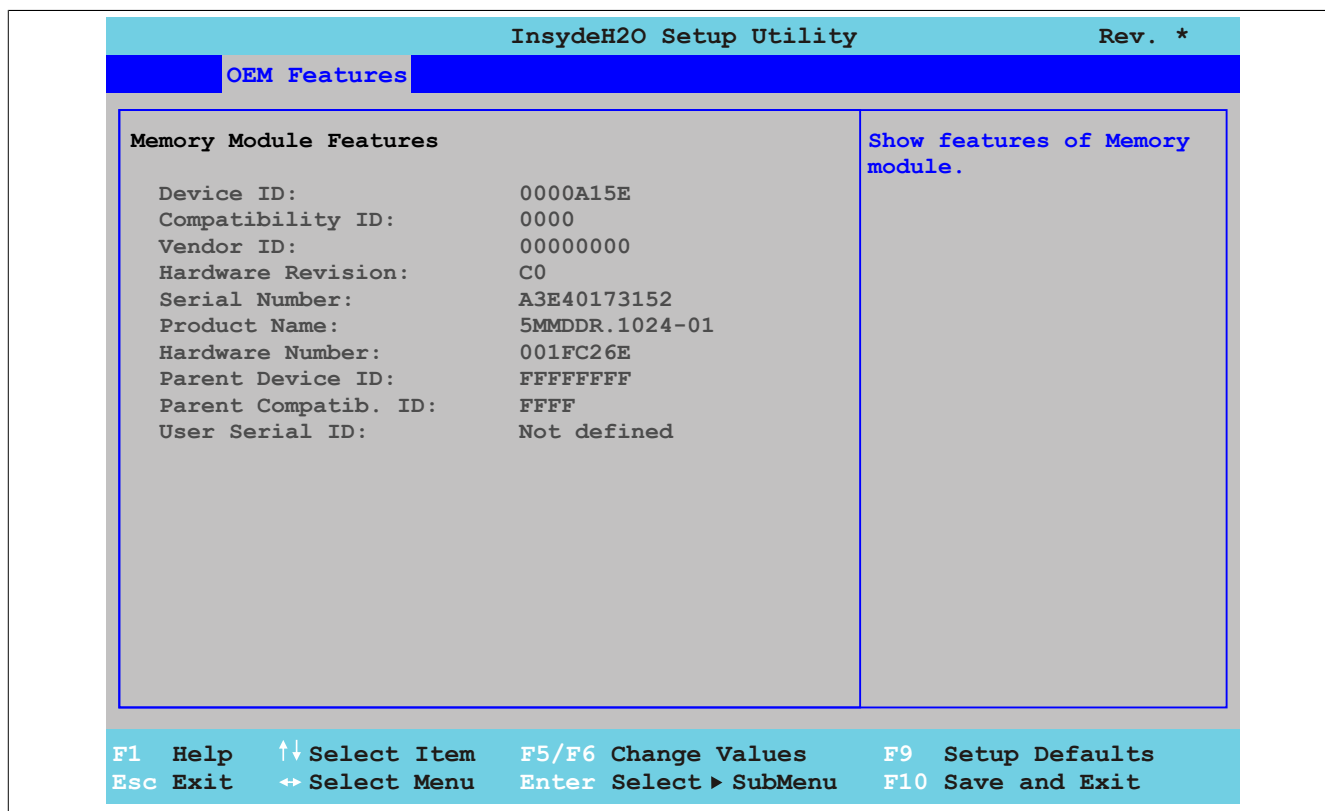 InsydeH2O Setup Utility Rev. *
OEM Features
Memory Module Features
Show features of Memory
module.
Device ID: 0000A15E
Compatibility ID: 0000
Vendor ID: 00000000
Hardware Revision: C0
Serial Number: A3E40173152
Product Name: 5MMDDR.1024-01
Hardware Number: 001FC26E
Parent Device ID: FFFFFFFF
Parent Compatib. ID: FFFF
User Serial ID: Not defined
F1 Help ↑↓ Select Item F5/F6 Change Values F9 Setup Defaults
Esc Exit ↔ Select Menu Enter Select ▶ SubMenu F10 Save and Exit